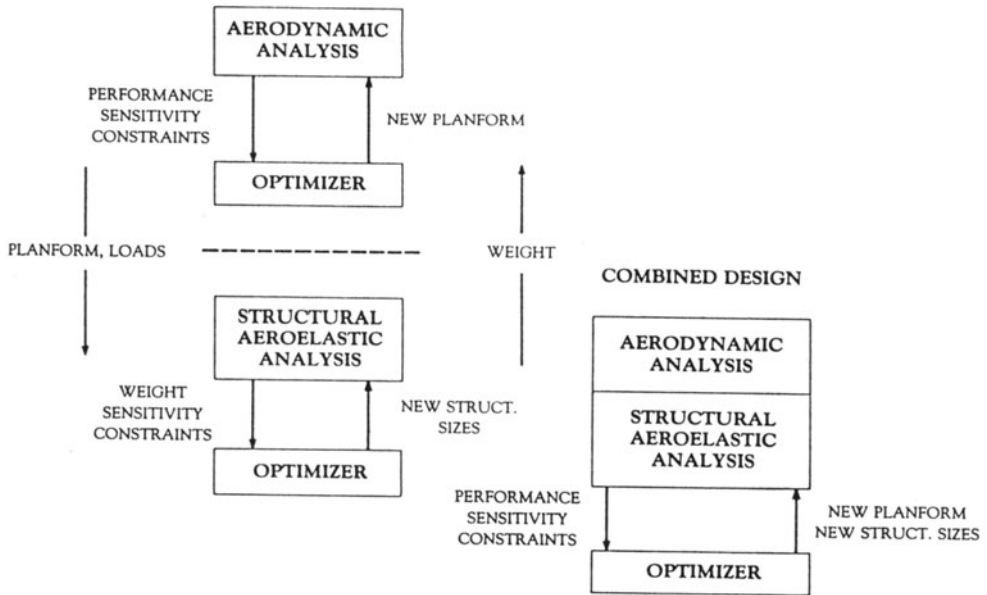 AERODYNAMIC
ANALYSIS
PERFORMANCE
SENSITIVITY
CONSTRAINTS
NEW PLANFORM
OPTIMIZER
PLANFORM, LOADS
WEIGHT
STRUCTURAL
AEROELASTIC
ANALYSIS
WEIGHT
SENSITIVITY
CONSTRAINTS
NEW STRUCT.
SIZES
OPTIMIZER
COMBINED DESIGN
AERODYNAMIC
ANALYSIS
STRUCTURAL
AEROELASTIC
ANALYSIS
PERFORMANCE
SENSITIVITY
CONSTRAINTS
NEW PLANFORM
NEW STRUCT. SIZES
OPTIMIZER